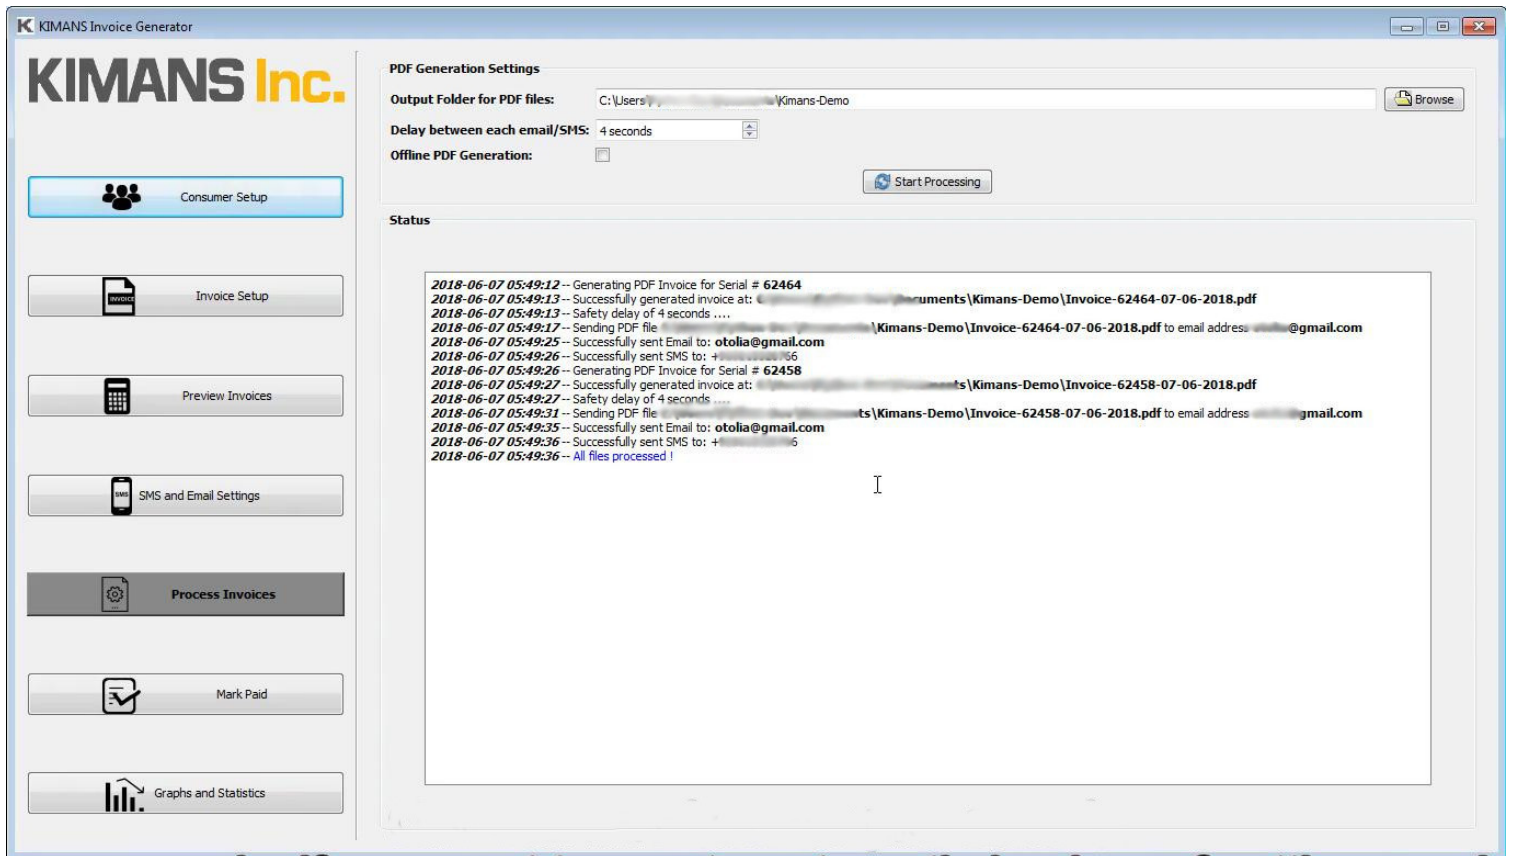 KIMANS Invoice Generator
KIMANS Inc.
Consumer Setup
INVOICE
Invoice Setup
Preview Invoices
SMS
SMS and Email Settings
Process Invoices
Mark Paid
Graphs and Statistics
PDF Generation Settings
Output Folder for PDF files:
C:\Users \Kimans-Demo
Browse
Delay between each email/SMS:
4 seconds
Offline PDF Generation:
Start Processing
Status
2018-06-07 05:49:12 -- Generating PDF Invoice for Serial # 62464
2018-06-07 05:49:13 -- Successfully generated invoice at: \Documents\Kimans-Demo\Invoice-62464-07-06-2018.pdf
2018-06-07 05:49:13 -- Safety delay of 4 seconds ....
2018-06-07 05:49:17 -- Sending PDF file \Kimans-Demo\Invoice-62464-07-06-2018.pdf to email address @gmail.com
2018-06-07 05:49:25 -- Successfully sent Email to: otolia@gmail.com
2018-06-07 05:49:26 -- Successfully sent SMS to: + 66
2018-06-07 05:49:26 -- Generating PDF Invoice for Serial # 62458
2018-06-07 05:49:27 -- Successfully generated invoice at: \Kimans-Demo\Invoice-62458-07-06-2018.pdf
2018-06-07 05:49:27 -- Safety delay of 4 seconds ....
2018-06-07 05:49:31 -- Sending PDF file \Kimans-Demo\Invoice-62458-07-06-2018.pdf to email address gmail.com
2018-06-07 05:49:35 -- Successfully sent Email to: otolia@gmail.com
2018-06-07 05:49:36 -- Successfully sent SMS to: + 6
2018-06-07 05:49:36 -- All files processed !